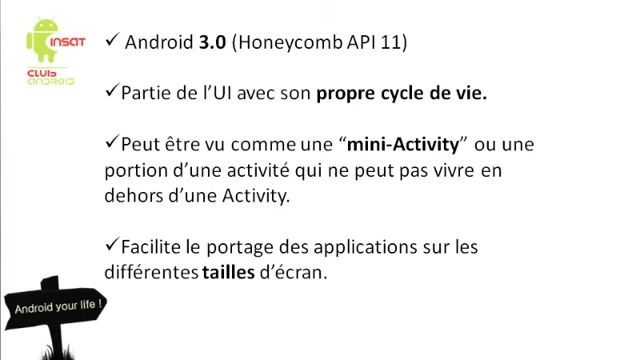 INSAT
CLUB
ANDROID
✓ Android 3.0 (Honeycomb API 11)
✓Partie de l’UI avec son propre cycle de vie.
✓Peut être vu comme une “mini-Activity” ou une
portion d’une activité qui ne peut pas vivre en
dehors d’une Activity.
✓Facilite le portage des applications sur les
différentes tailles d’écran.
Android your life !